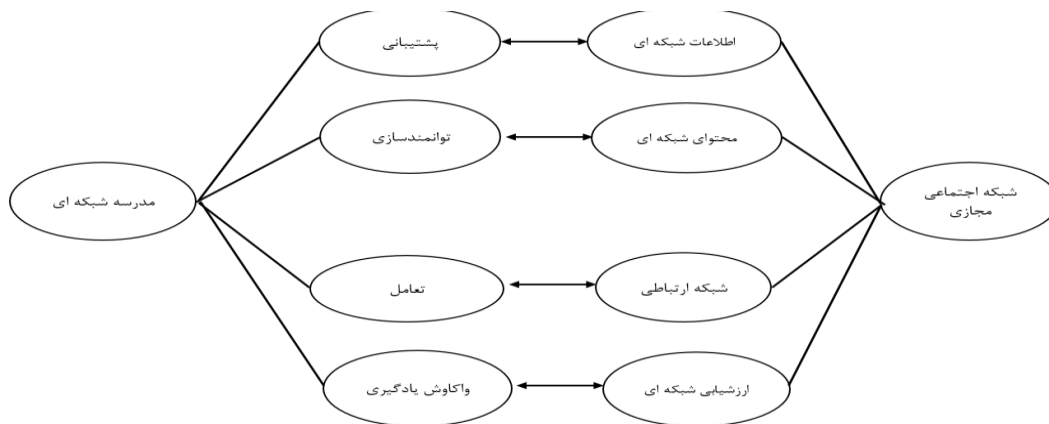 اطلاعات شبکه ای
پشتیبانی
محتوای شبکه ای
توانمندسازی
شبکه اجتماعی
مجازی
مدرسه شبکه ای
شبکه ارتباطی
تعامل
ارزشیابی شبکه ای
واکاوش یادگیری